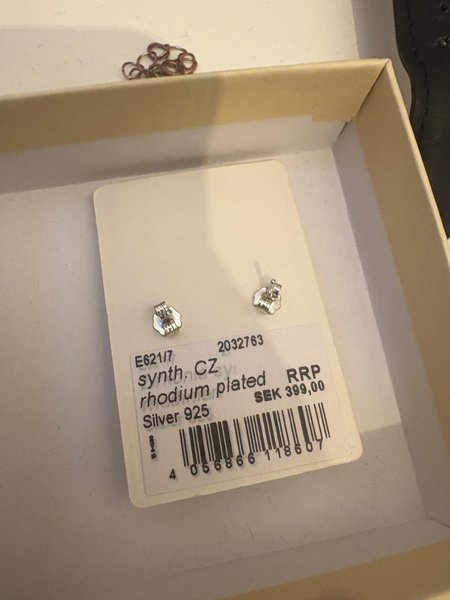 E621/7 2032763
synth. CZ
rhodium plated RRP
Silver 925 SEK 399,00
4 066866 118607